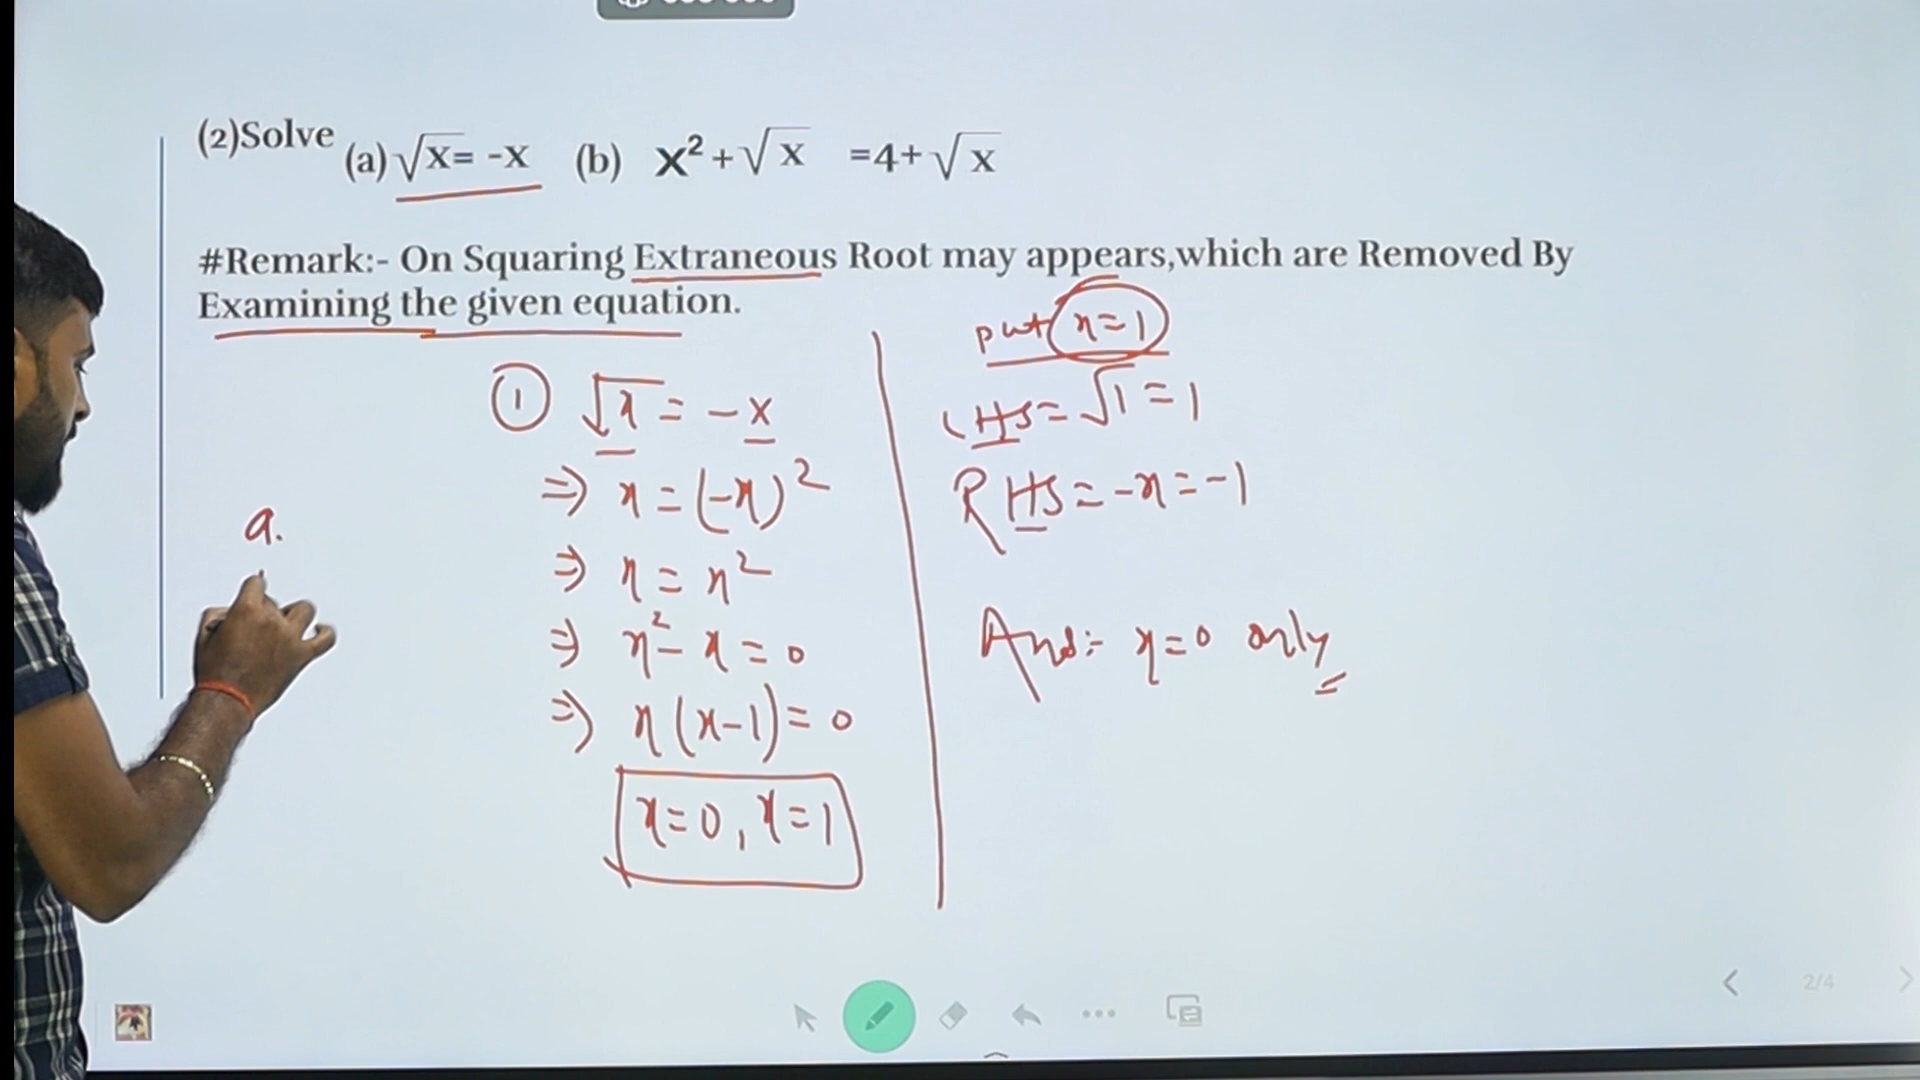 (2)Solve (a) √x= -x (b) x²+√x =4+√x
#Remark:- On Squaring Extraneous Root may appears,which are Removed By
Examining the given equation.
① √x = -x
⇒ x = (-x)²
⇒ x = x²
⇒ x² - x = 0
⇒ x(x-1) = 0
x=0, x=1
put x=1
LHS = √1 = 1
RHS = -x = -1
Ans:- x=0 only
a.
2/4